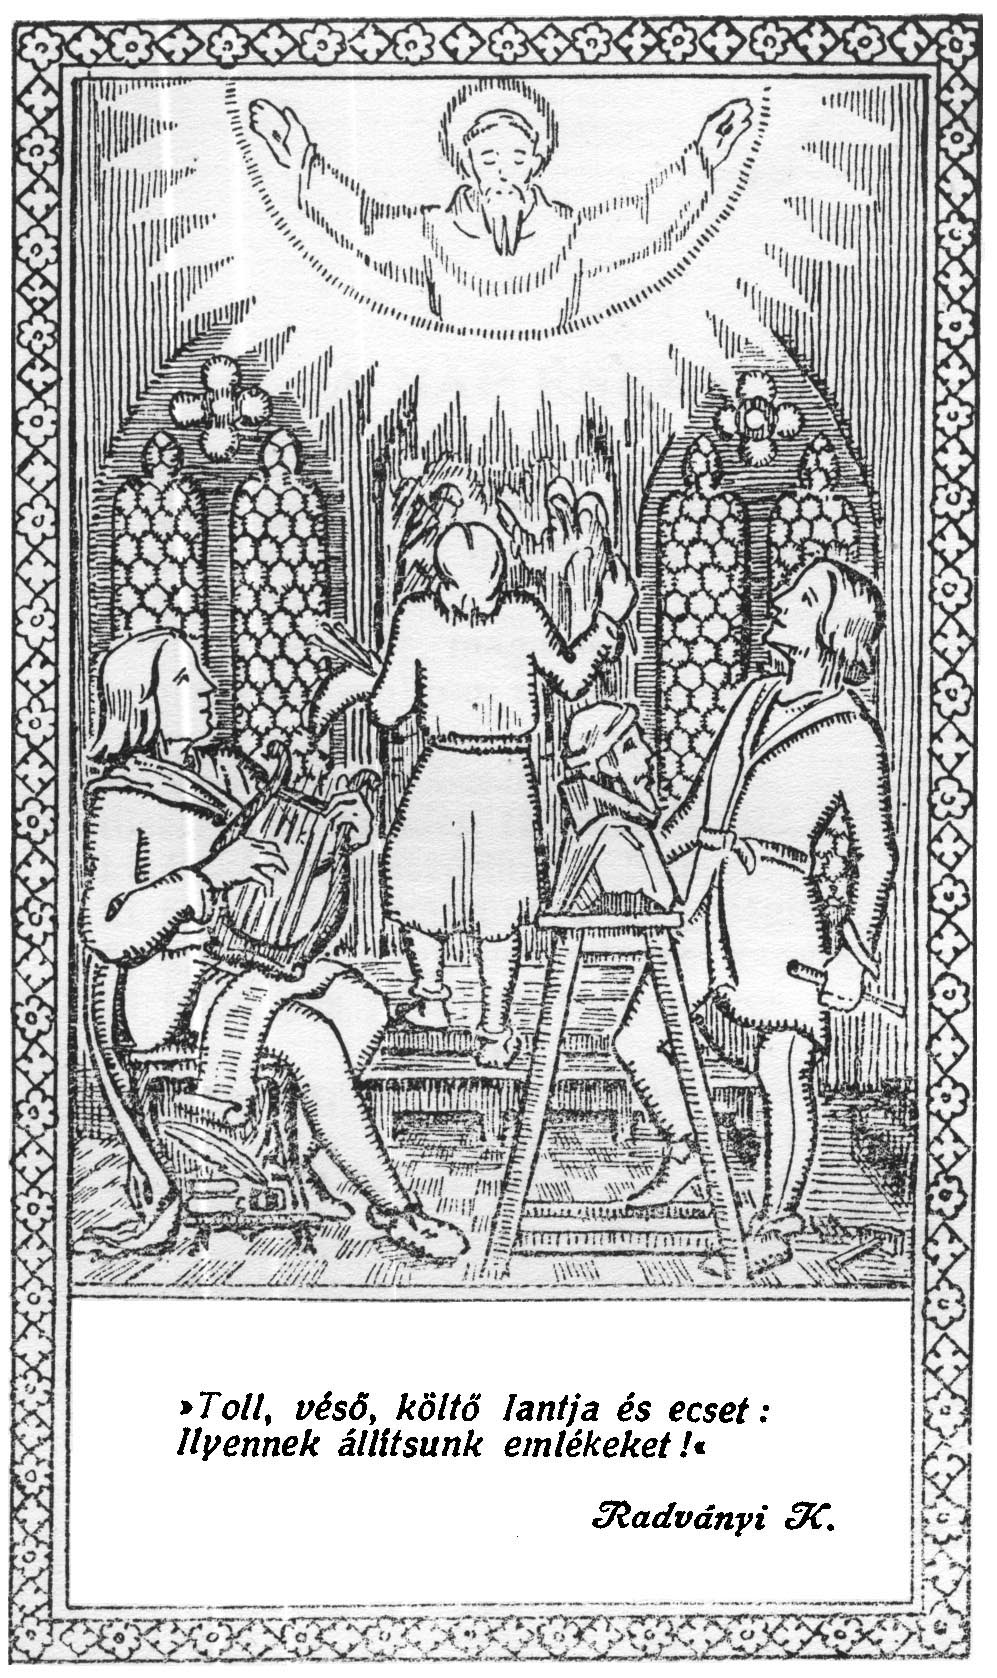 »Toll, véső, költő lantja és ecset :
Ilyennek állítsunk emlékeket !«
Radványi K.